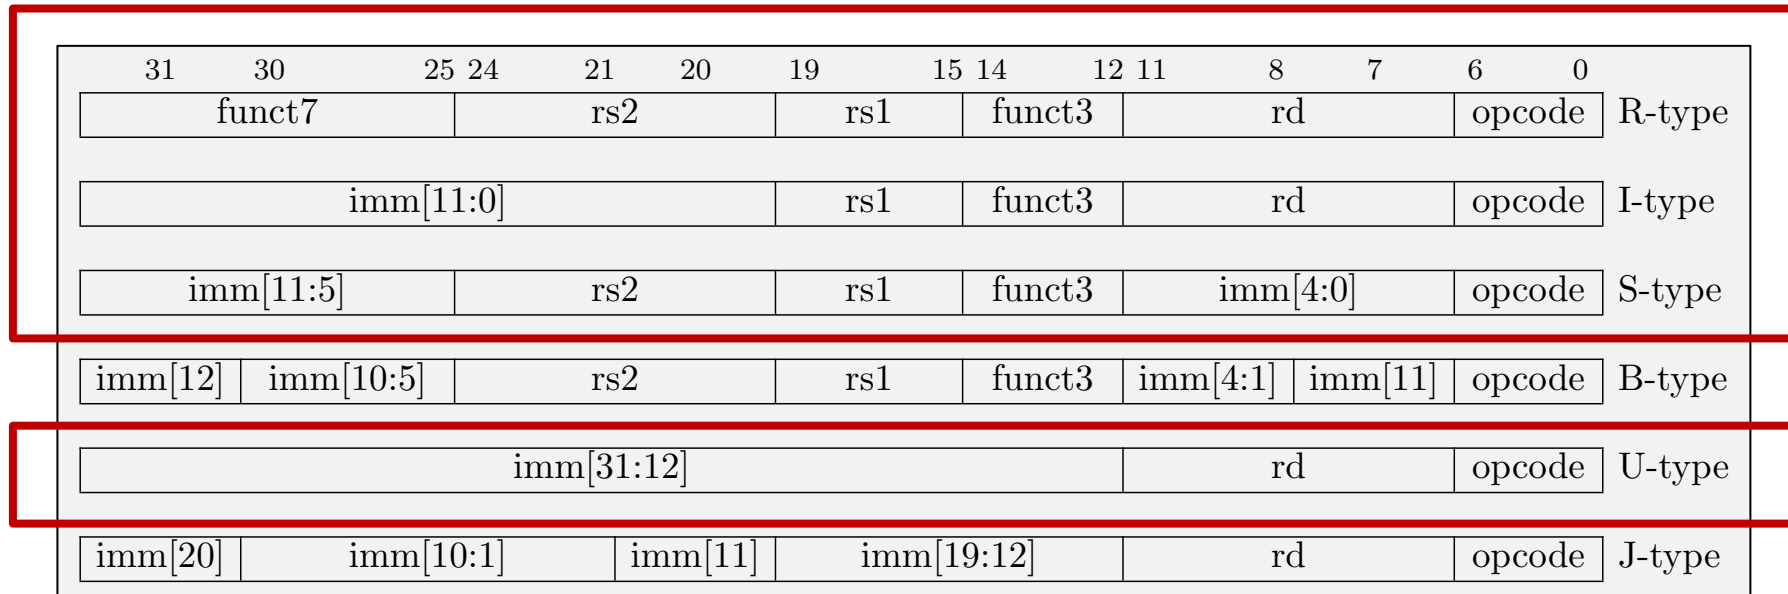 31 30 25 24 21 20 19 15 14 12 11 8 7 6 0
funct7 rs2 rs1 funct3 rd opcode R-type
imm[11:0] rs1 funct3 rd opcode I-type
imm[11:5] rs2 rs1 funct3 imm[4:0] opcode S-type
imm[12] imm[10:5] rs2 rs1 funct3 imm[4:1] imm[11] opcode B-type
imm[31:12] rd opcode U-type
imm[20] imm[10:1] imm[11] imm[19:12] rd opcode J-type